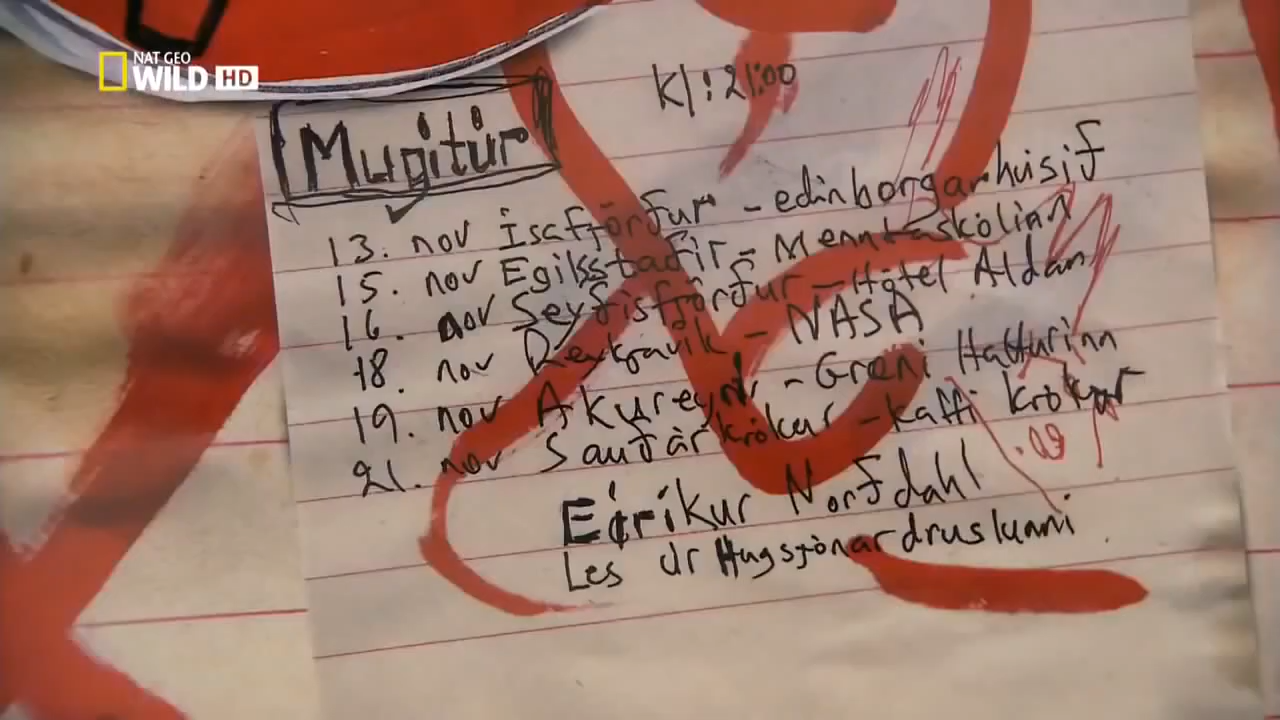 NAT GEO
WILD HD
Kl: 21:00
Mugitúr
13. nov Ísafjörður - edinborgarhúsið
15. nov Egilsstaðir - Menntaskólinn
16. nov Seyðisfjörður - Hótel Aldan
18. nov Reykjavík - NASA
19. nov Akureyri - Græni Hatturinn
21. nov Sauðárkrókur - kaffi krókur
Eiríkur Norðdahl
Les úr Hugsjónardruslunni